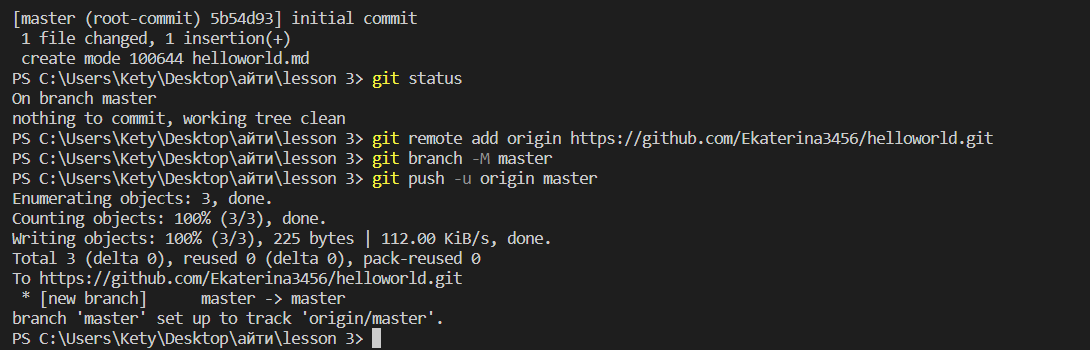 [master (root-commit) 5b54d93] initial commit
 1 file changed, 1 insertion(+)
 create mode 100644 helloworld.md
PS C:\Users\Kety\Desktop\айти\lesson 3> git status
On branch master
nothing to commit, working tree clean
PS C:\Users\Kety\Desktop\айти\lesson 3> git remote add origin https://github.com/Ekaterina3456/helloworld.git
PS C:\Users\Kety\Desktop\айти\lesson 3> git branch -M master
PS C:\Users\Kety\Desktop\айти\lesson 3> git push -u origin master
Enumerating objects: 3, done.
Counting objects: 100% (3/3), done.
Writing objects: 100% (3/3), 225 bytes | 112.00 KiB/s, done.
Total 3 (delta 0), reused 0 (delta 0), pack-reused 0
To https://github.com/Ekaterina3456/helloworld.git
 * [new branch]      master -> master
branch 'master' set up to track 'origin/master'.
PS C:\Users\Kety\Desktop\айти\lesson 3>